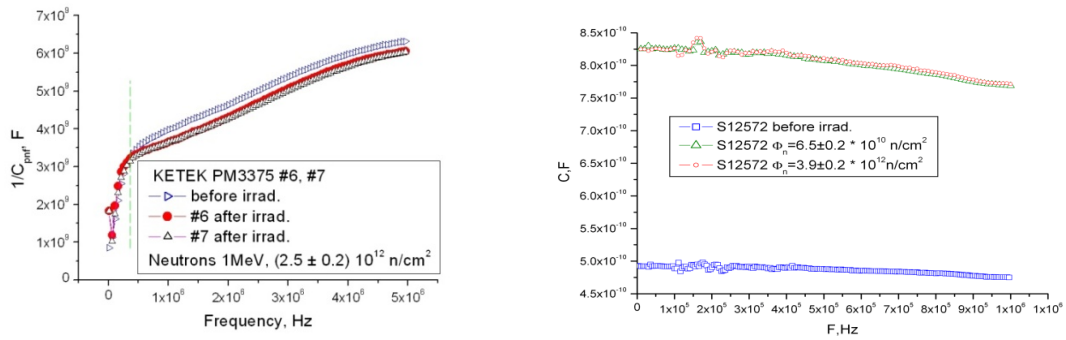 7x10⁹
6x10⁹
5x10⁹
4x10⁹
3x10⁹
2x10⁹
1x10⁹
0
1/Cpnf, F
KETEK PM3375 #6, #7
before irrad.
#6 after irrad.
#7 after irrad.
Neutrons 1MeV, (2.5 ± 0.2) 10¹² n/cm²
0 1x10⁶ 2x10⁶ 3x10⁶ 4x10⁶ 5x10⁶
Frequency, Hz
8.5x10⁻¹⁰
8.0x10⁻¹⁰
7.5x10⁻¹⁰
7.0x10⁻¹⁰
6.5x10⁻¹⁰
6.0x10⁻¹⁰
5.5x10⁻¹⁰
5.0x10⁻¹⁰
4.5x10⁻¹⁰
C,F
S12572 before irrad.
S12572 Φn=6.5±0.2 * 10¹⁰ n/cm²
S12572 Φn=3.9±0.2 * 10¹² n/cm²
0 1x10⁵ 2x10⁵ 3x10⁵ 4x10⁵ 5x10⁵ 6x10⁵ 7x10⁵ 8x10⁵ 9x10⁵ 1x10⁶ 1x10⁶
F,Hz